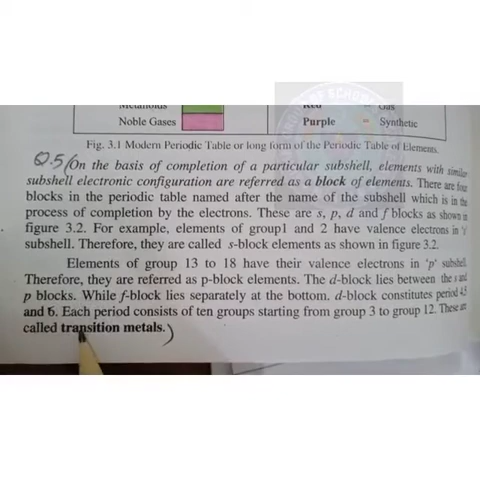 Metalloids Red = Gas
Noble Gases Purple = Synthetic
Fig. 3.1 Modern Periodic Table or long form of the Periodic Table of Elements.
Q.5 (On the basis of completion of a particular subshell, elements with similar
subshell electronic configuration are referred as a block of elements. There are four
blocks in the periodic table named after the name of the subshell which is in the
process of completion by the electrons. These are s, p, d and f blocks as shown in
figure 3.2. For example, elements of group1 and 2 have valence electrons in 's'
subshell. Therefore, they are called s-block elements as shown in figure 3.2.
Elements of group 13 to 18 have their valence electrons in 'p' subshell.
Therefore, they are referred as p-block elements. The d-block lies between the s and
p blocks. While f-block lies separately at the bottom. d-block constitutes period 4,5
and 6. Each period consists of ten groups starting from group 3 to group 12. These are
called transition metals.)